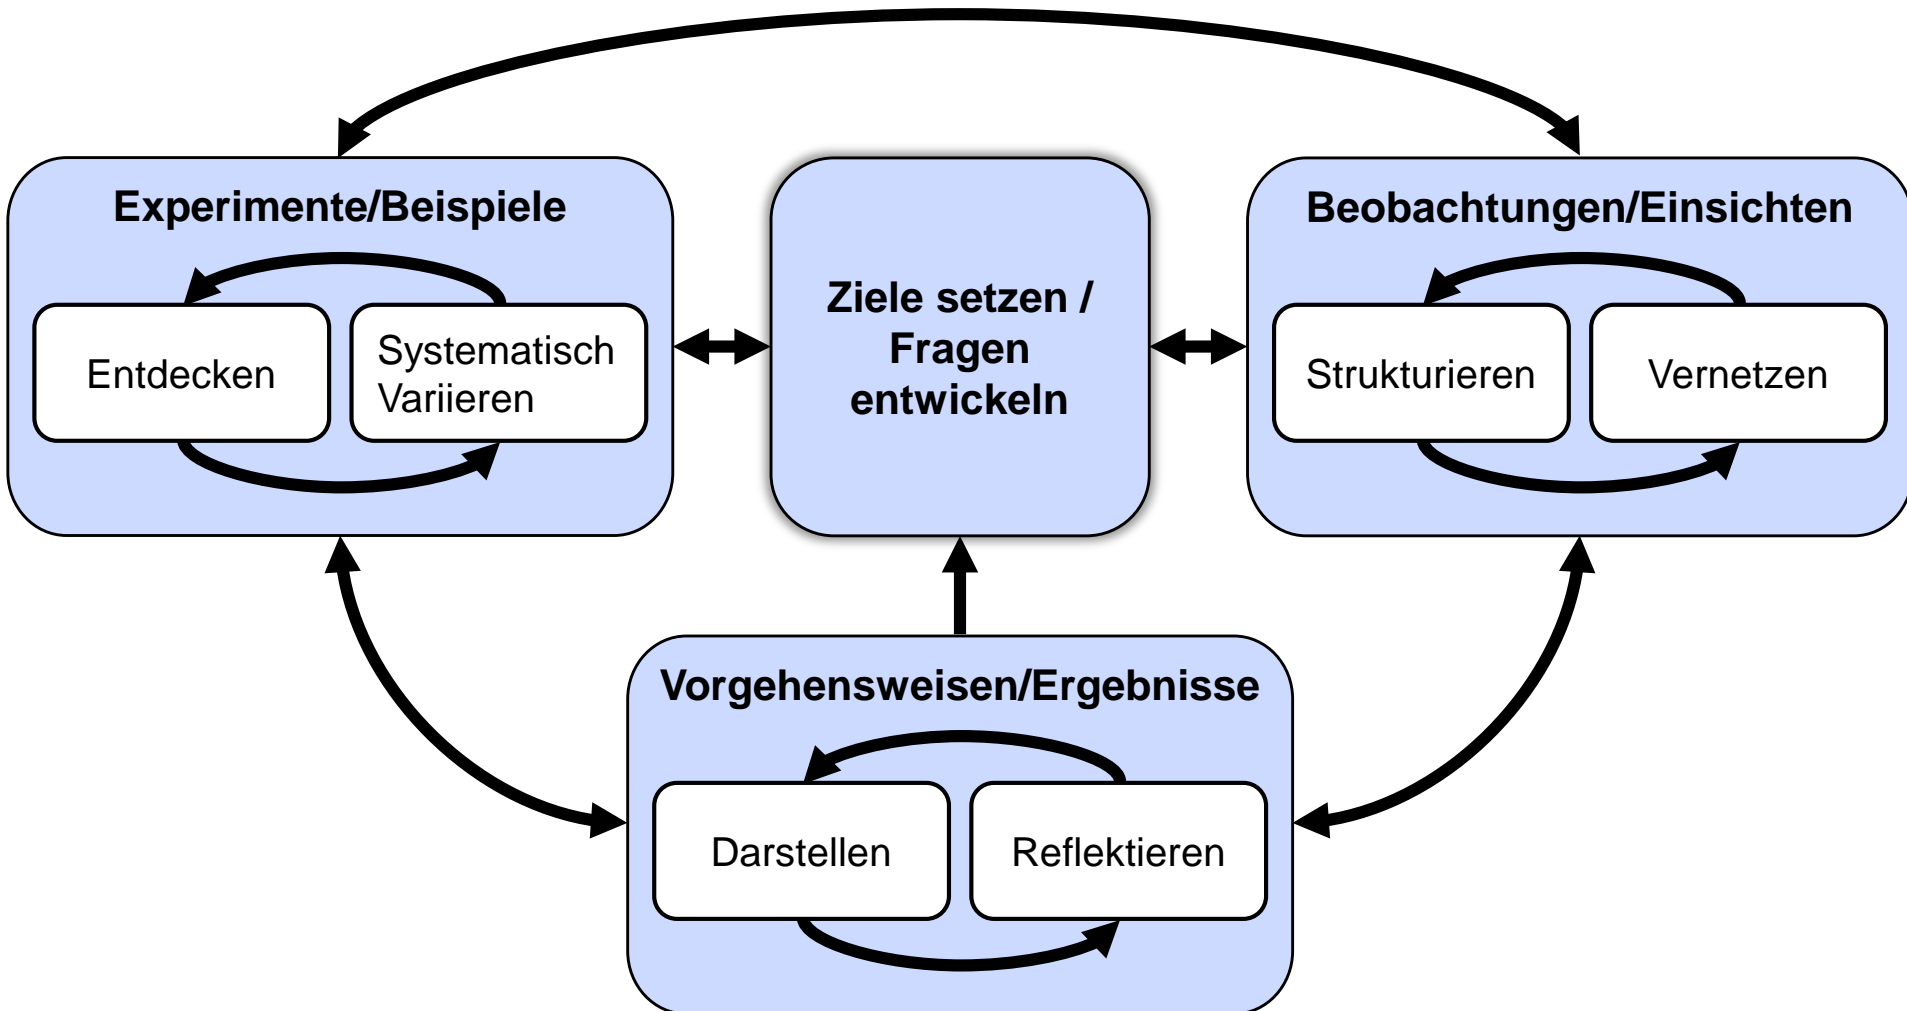 Experimente/Beispiele
Entdecken
Systematisch
Variieren
Ziele setzen /
Fragen
entwickeln
Beobachtungen/Einsichten
Strukturieren
Vernetzen
Vorgehensweisen/Ergebnisse
Darstellen
Reflektieren